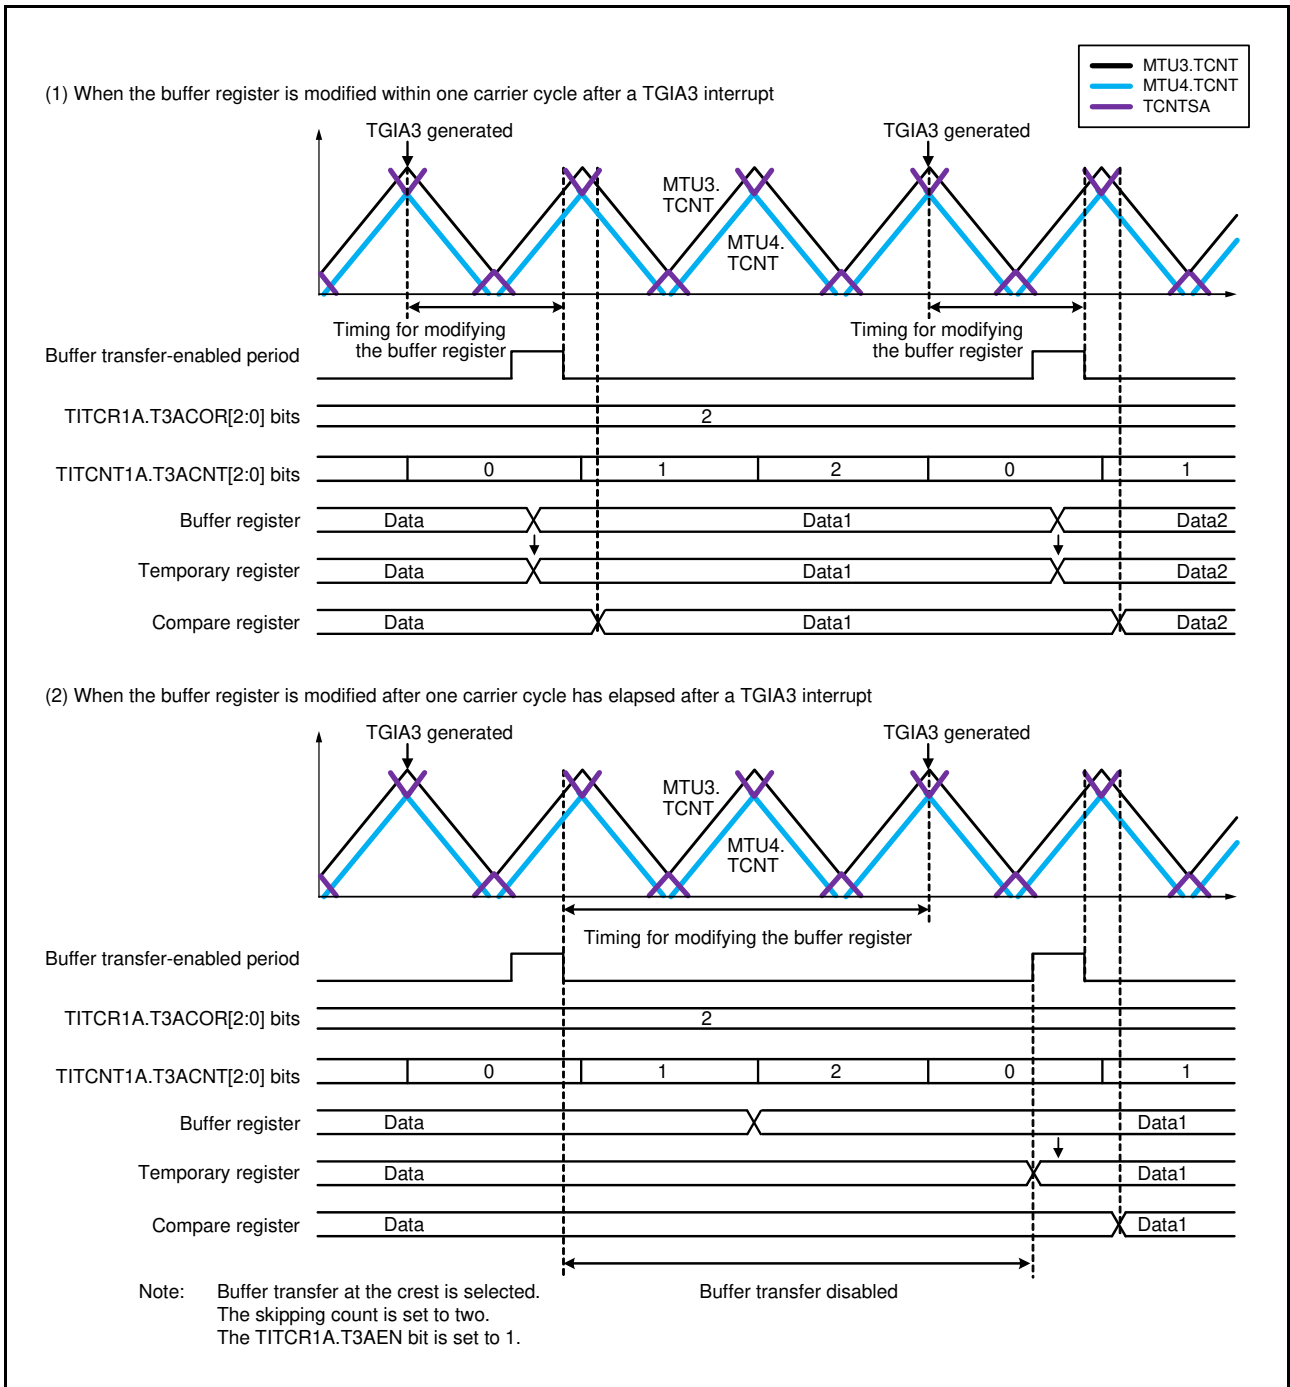 MTU3.TCNT
MTU4.TCNT
TCNTSA
(1) When the buffer register is modified within one carrier cycle after a TGIA3 interrupt
TGIA3 generated
TGIA3 generated
MTU3.
TCNT
MTU4.
TCNT
Timing for modifying
the buffer register
Timing for modifying
the buffer register
Buffer transfer-enabled period
TITCR1A.T3ACOR[2:0] bits
2
TITCNT1A.T3ACNT[2:0] bits
0
1
2
0
1
Buffer register
Data
Data1
Data2
Temporary register
Data
Data1
Data2
Compare register
Data
Data1
Data2
(2) When the buffer register is modified after one carrier cycle has elapsed after a TGIA3 interrupt
TGIA3 generated
TGIA3 generated
MTU3.
TCNT
MTU4.
TCNT
Timing for modifying the buffer register
Buffer transfer-enabled period
TITCR1A.T3ACOR[2:0] bits
2
TITCNT1A.T3ACNT[2:0] bits
0
1
2
0
1
Buffer register
Data
Data1
Temporary register
Data
Data1
Compare register
Data
Data1
Buffer transfer disabled
Note: Buffer transfer at the crest is selected.
The skipping count is set to two.
The TITCR1A.T3AEN bit is set to 1.